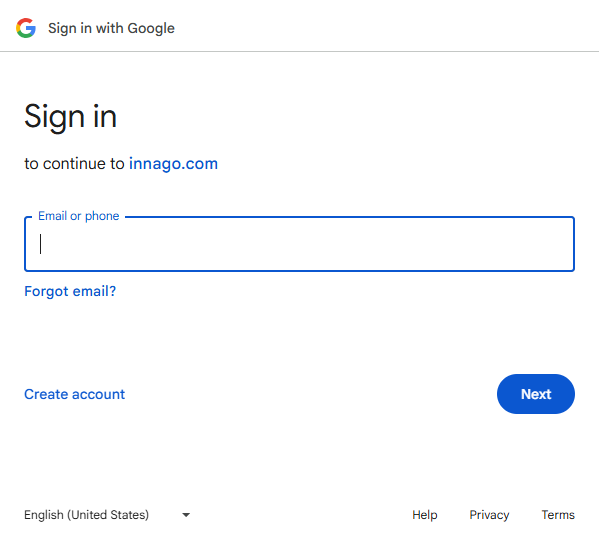 Sign in with Google
Sign in
to continue to innago.com
Email or phone
Forgot email?
Create account
Next
English (United States)
Help
Privacy
Terms